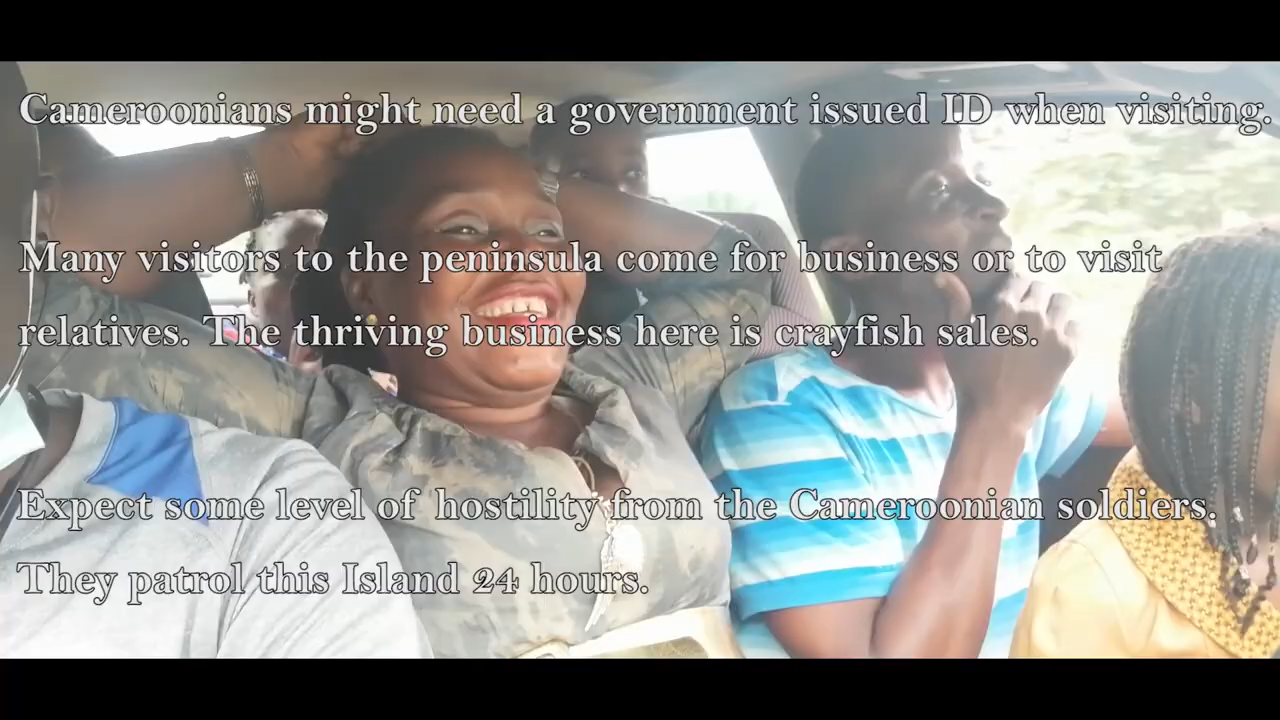 Cameroonians might need a government issued ID when visiting.
Many visitors to the peninsula come for business or to visit
relatives. The thriving business here is crayfish sales.
Expect some level of hostility from the Cameroonian soldiers.
They patrol this Island 24 hours.